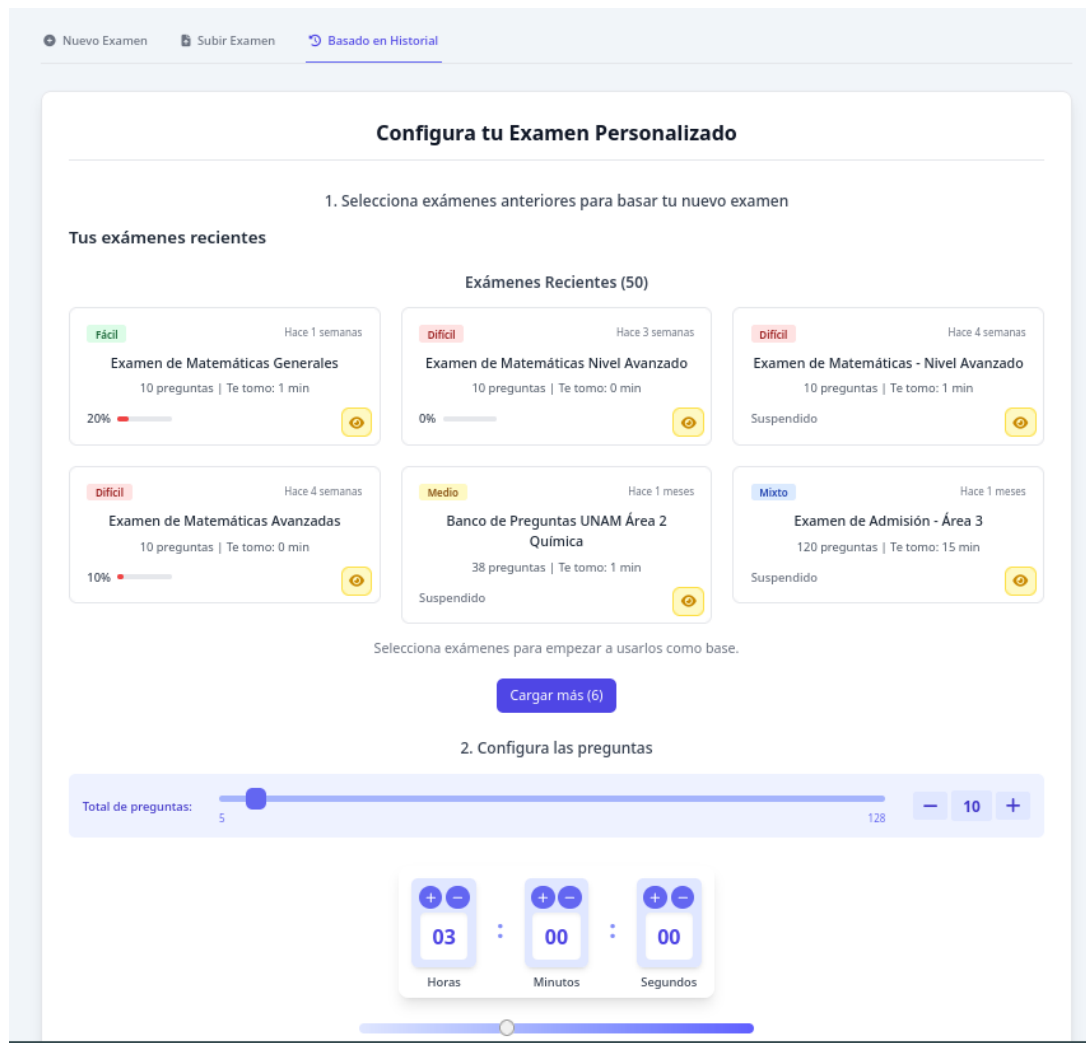 Nuevo Examen Subir Examen Basado en Historial
Configura tu Examen Personalizado
1. Selecciona exámenes anteriores para basar tu nuevo examen
Tus exámenes recientes
Exámenes Recientes (50)
Fácil Hace 1 semanas
Examen de Matemáticas Generales
10 preguntas | Te tomo: 1 min
20%
Difícil Hace 3 semanas
Examen de Matemáticas Nivel Avanzado
10 preguntas | Te tomo: 0 min
0%
Difícil Hace 4 semanas
Examen de Matemáticas - Nivel Avanzado
10 preguntas | Te tomo: 1 min
Suspendido
Difícil Hace 4 semanas
Examen de Matemáticas Avanzadas
10 preguntas | Te tomo: 0 min
10%
Medio Hace 1 meses
Banco de Preguntas UNAM Área 2
Química
38 preguntas | Te tomo: 1 min
Suspendido
Mixto Hace 1 meses
Examen de Admisión - Área 3
120 preguntas | Te tomo: 15 min
Suspendido
Selecciona exámenes para empezar a usarlos como base.
Cargar más (6)
2. Configura las preguntas
Total de preguntas:
5 128
− 10 +
+ − + − + −
03 : 00 : 00
Horas Minutos Segundos